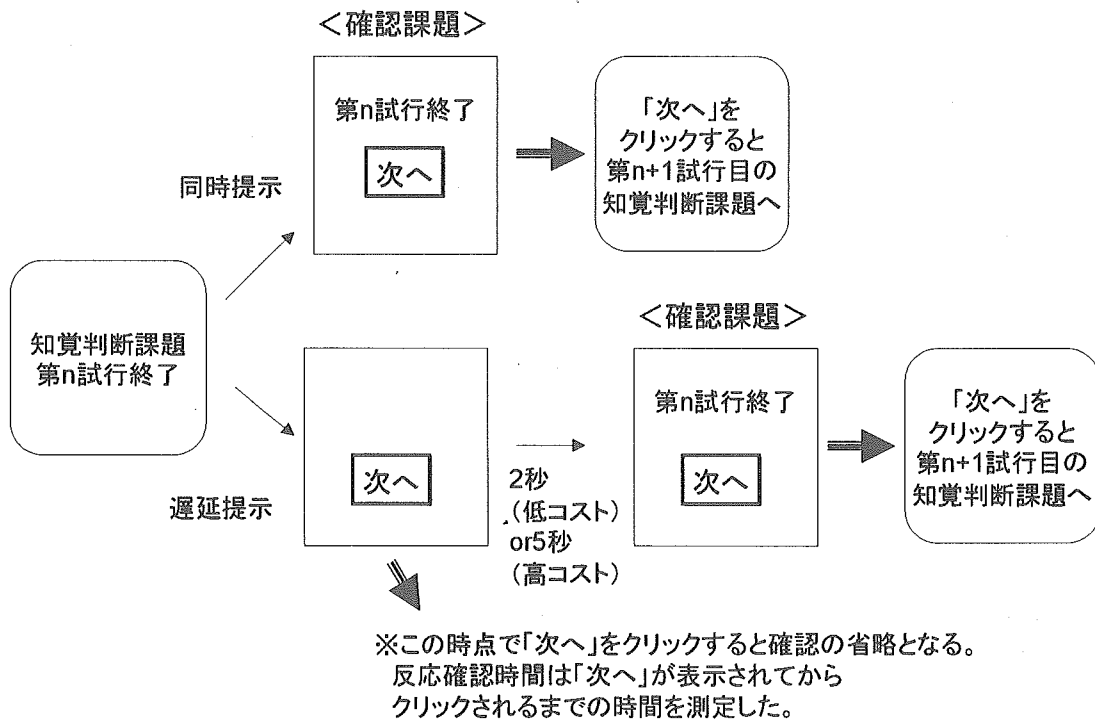 ＜確認課題＞
第n試行終了
次へ
「次へ」を
クリックすると
第n+1試行目の
知覚判断課題へ
同時提示
知覚判断課題
第n試行終了
遅延提示
次へ
2秒
（低コスト）
or5秒
（高コスト）
＜確認課題＞
第n試行終了
次へ
「次へ」を
クリックすると
第n+1試行目の
知覚判断課題へ
※この時点で「次へ」をクリックすると確認の省略となる。
反応確認時間は「次へ」が表示されてから
クリックされるまでの時間を測定した。